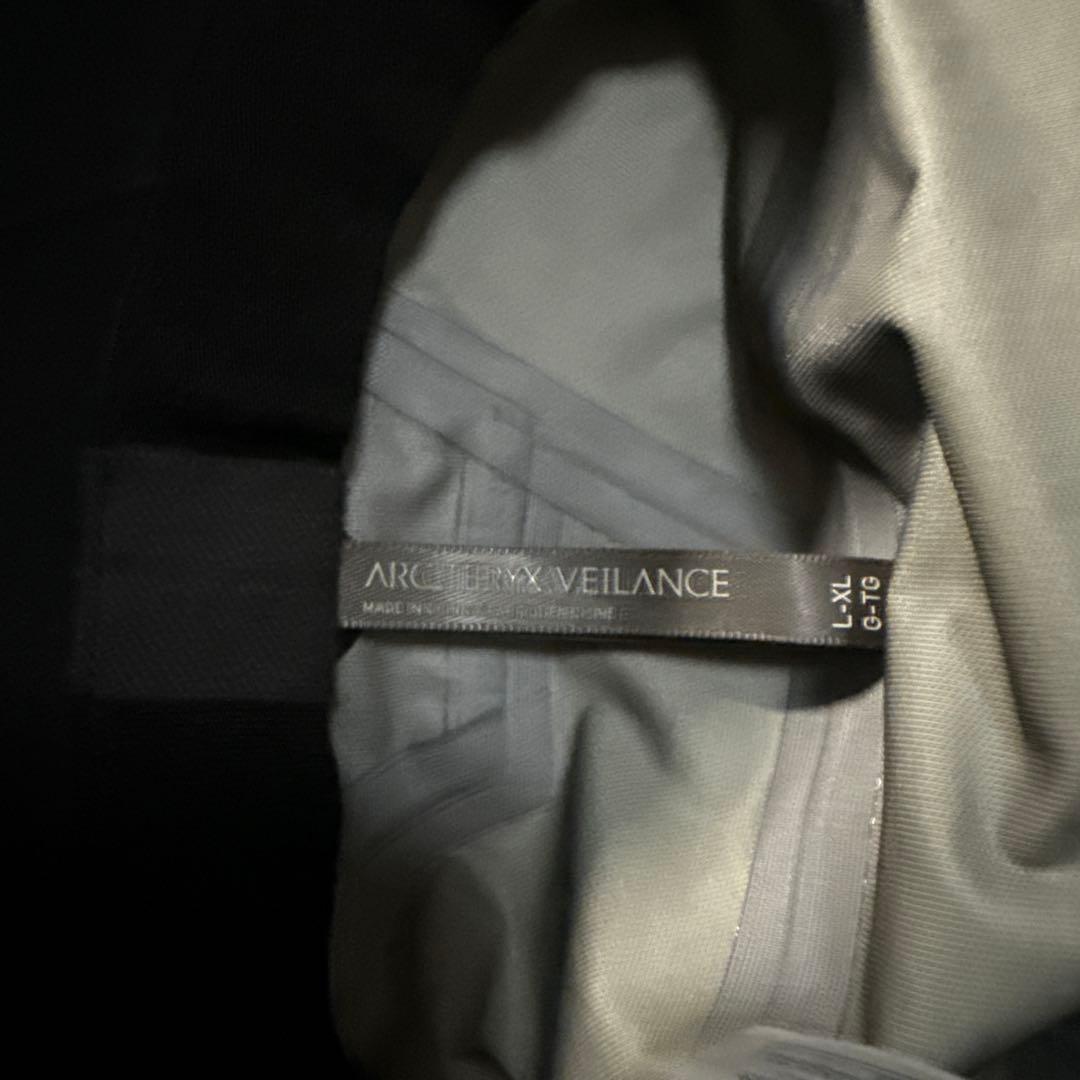 ARC'TERYX VEILANCE
MADE IN
L-XL
G-TG